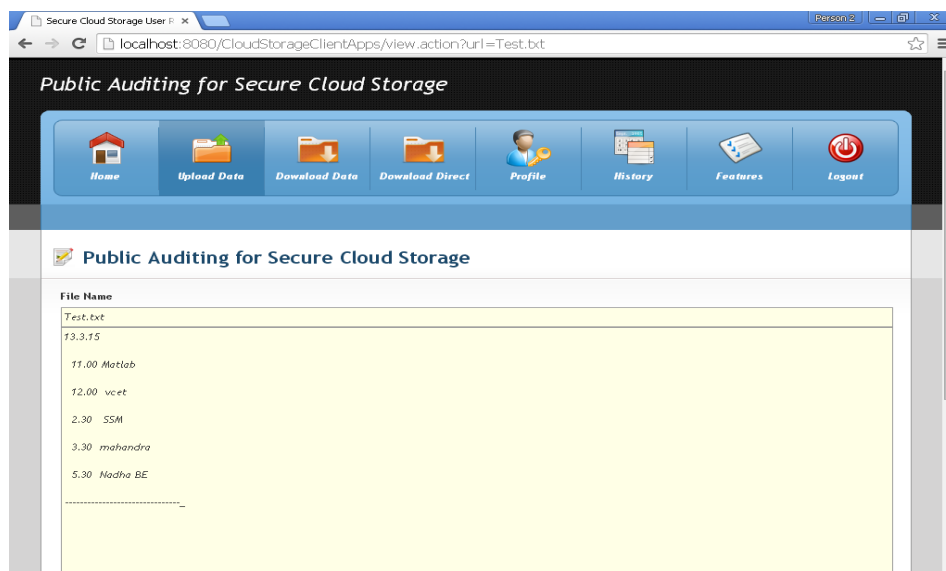 Secure Cloud Storage User R
Person 2
localhost:8080/CloudStorageClientApps/view.action?url=Test.txt
Public Auditing for Secure Cloud Storage
Home Upload Data Download Data Download Direct Profile History Features Logout
Public Auditing for Secure Cloud Storage
File Name
Test.txt
13.3.15
11.00 Matlab
12.00 vcet
2.30 SSM
3.30 mahandra
5.30 Nadha BE
-------------------------------_